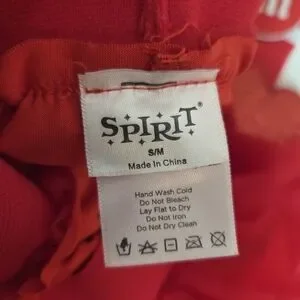 SPIRIT
S/M
Made In China
Hand Wash Cold
Do Not Bleach
Lay Flat to Dry
Do Not Iron
Do Not Dry Clean